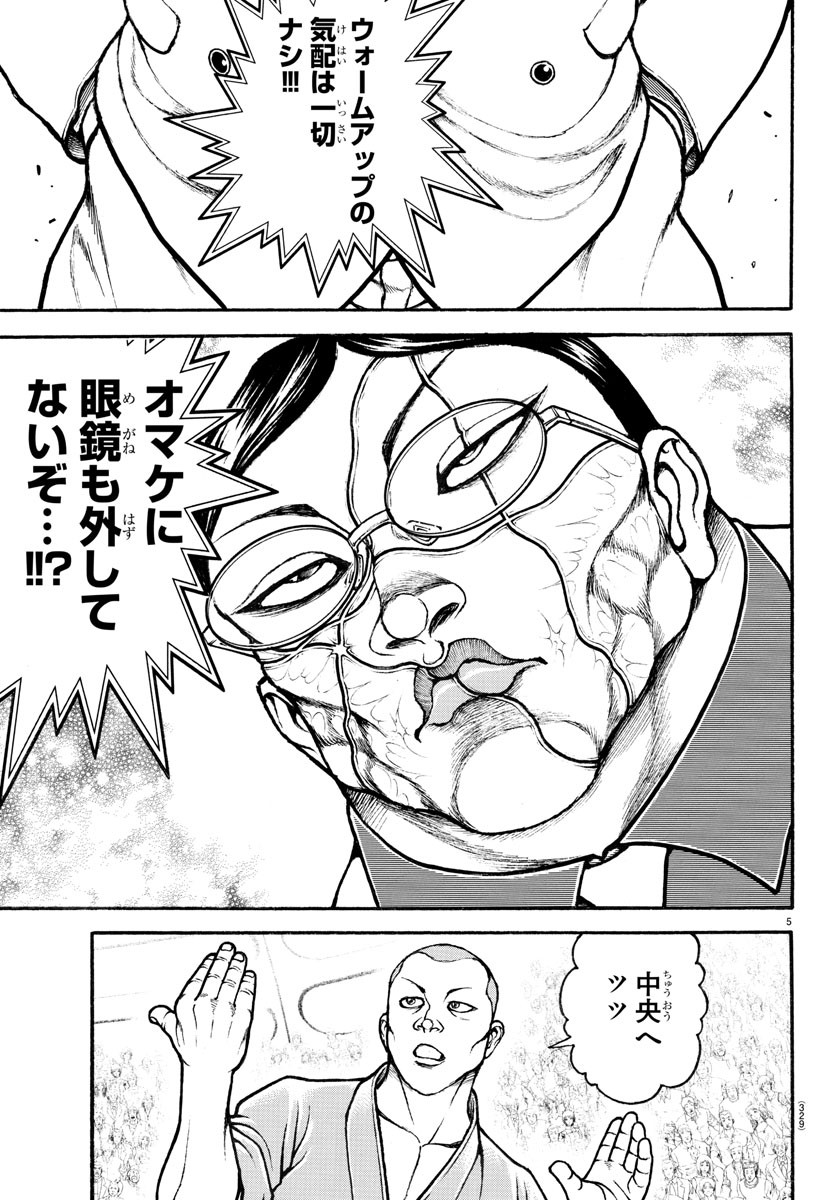 ウォームアップの
気配は一切
ナシ!!!
オマケに
眼鏡も外して
ないぞ…!!?
5
中央へ
ッッ
(329)